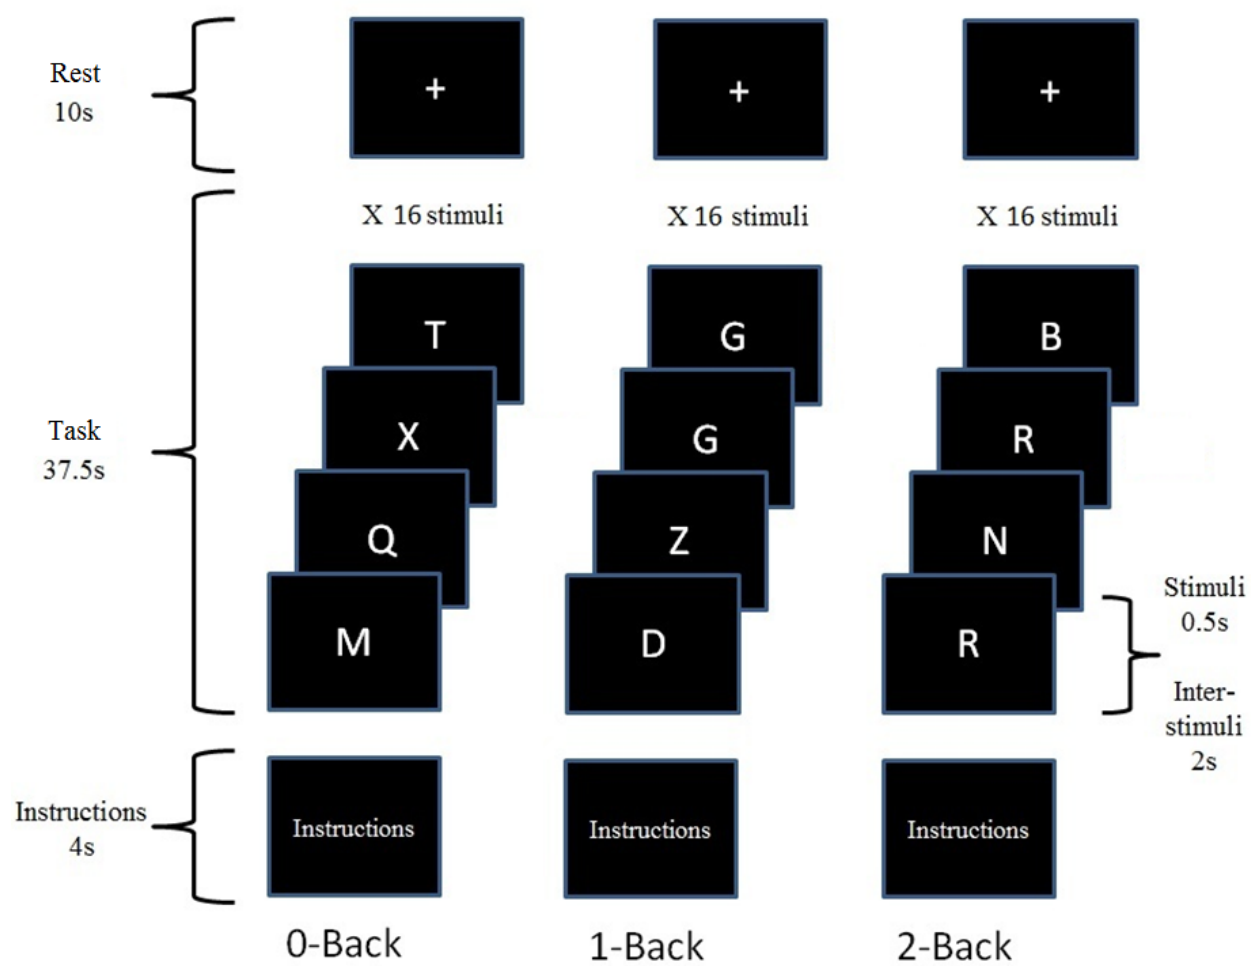 Rest
10s
+ + +
X 16 stimuli X 16 stimuli X 16 stimuli
T G B
X G R
Task
37.5s
Q Z N
M D R
Stimuli
0.5s
Inter-
stimuli
2s
Instructions
4s
Instructions Instructions Instructions
0-Back 1-Back 2-Back